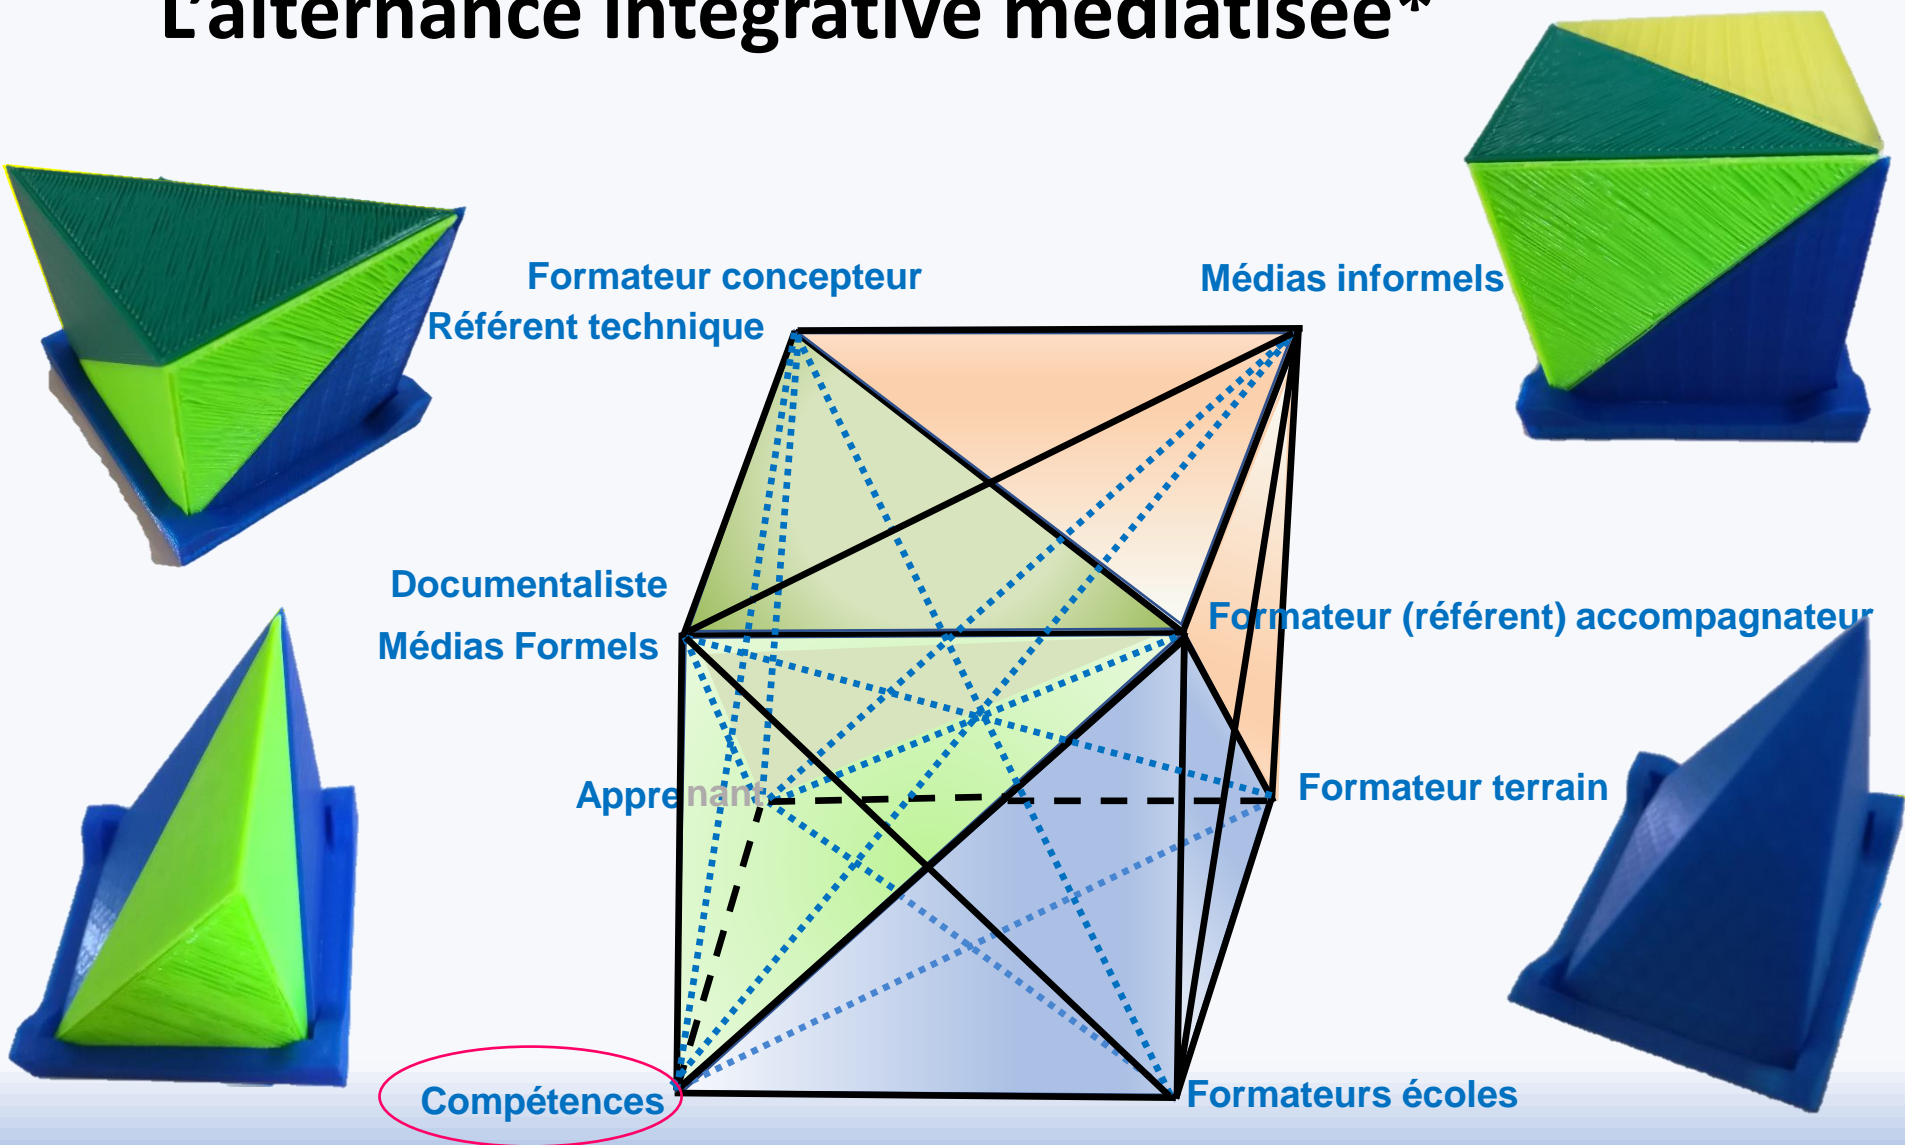 L'alternance intégrative médiatisée*
Formateur concepteur
Médias informels
Référent technique
Documentaliste
Formateur (référent) accompagnateur
Médias Formels
Apprenant
Formateur terrain
Compétences
Formateurs écoles